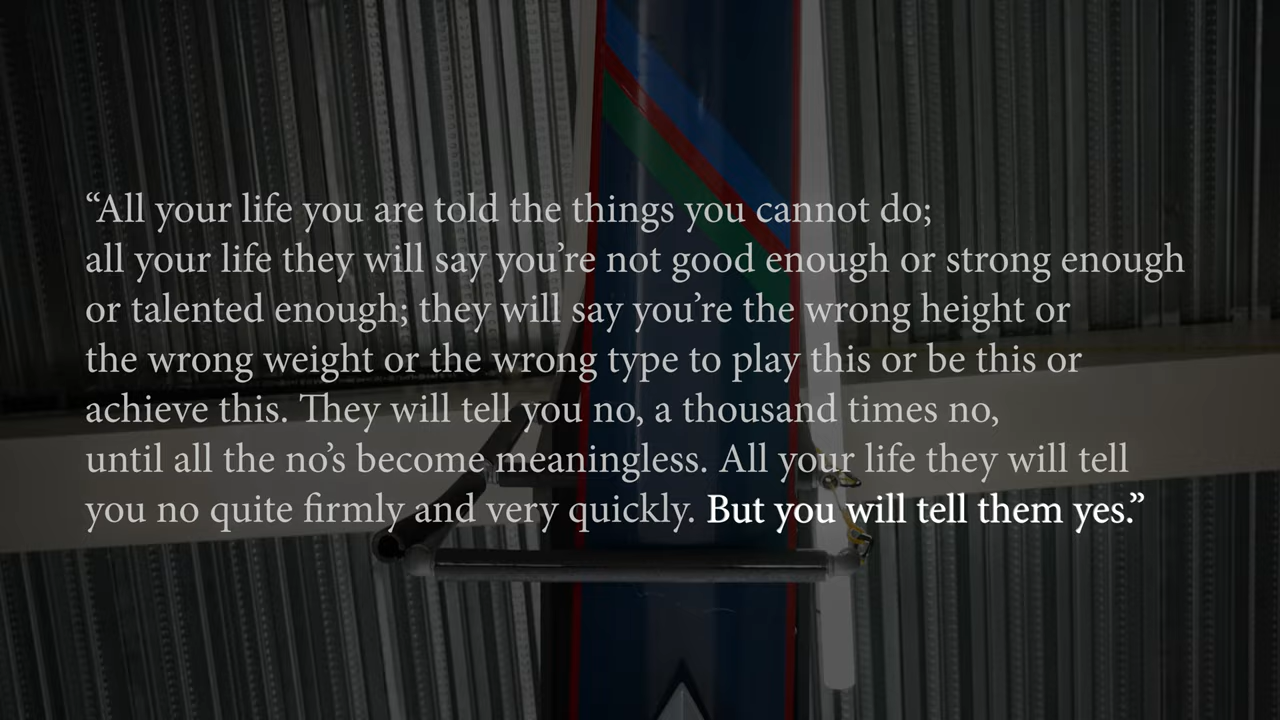 “All your life you are told the things you cannot do;
all your life they will say you’re not good enough or strong enough
or talented enough; they will say you’re the wrong height or
the wrong weight or the wrong type to play this or be this or
achieve this. They will tell you no, a thousand times no,
until all the no’s become meaningless. All your life they will tell
you no quite firmly and very quickly. But you will tell them yes.”